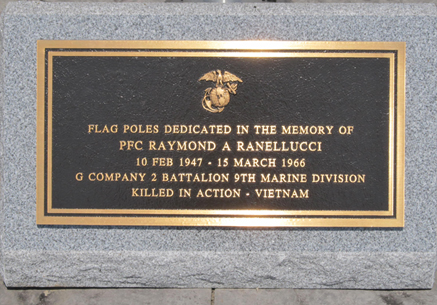 FLAG POLES DEDICATED IN THE MEMORY OF
PFC RAYMOND A RANELLUCCI
10 FEB 1947 - 15 MARCH 1966
G COMPANY 2 BATTALION 9TH MARINE DIVISION
KILLED IN ACTION - VIETNAM